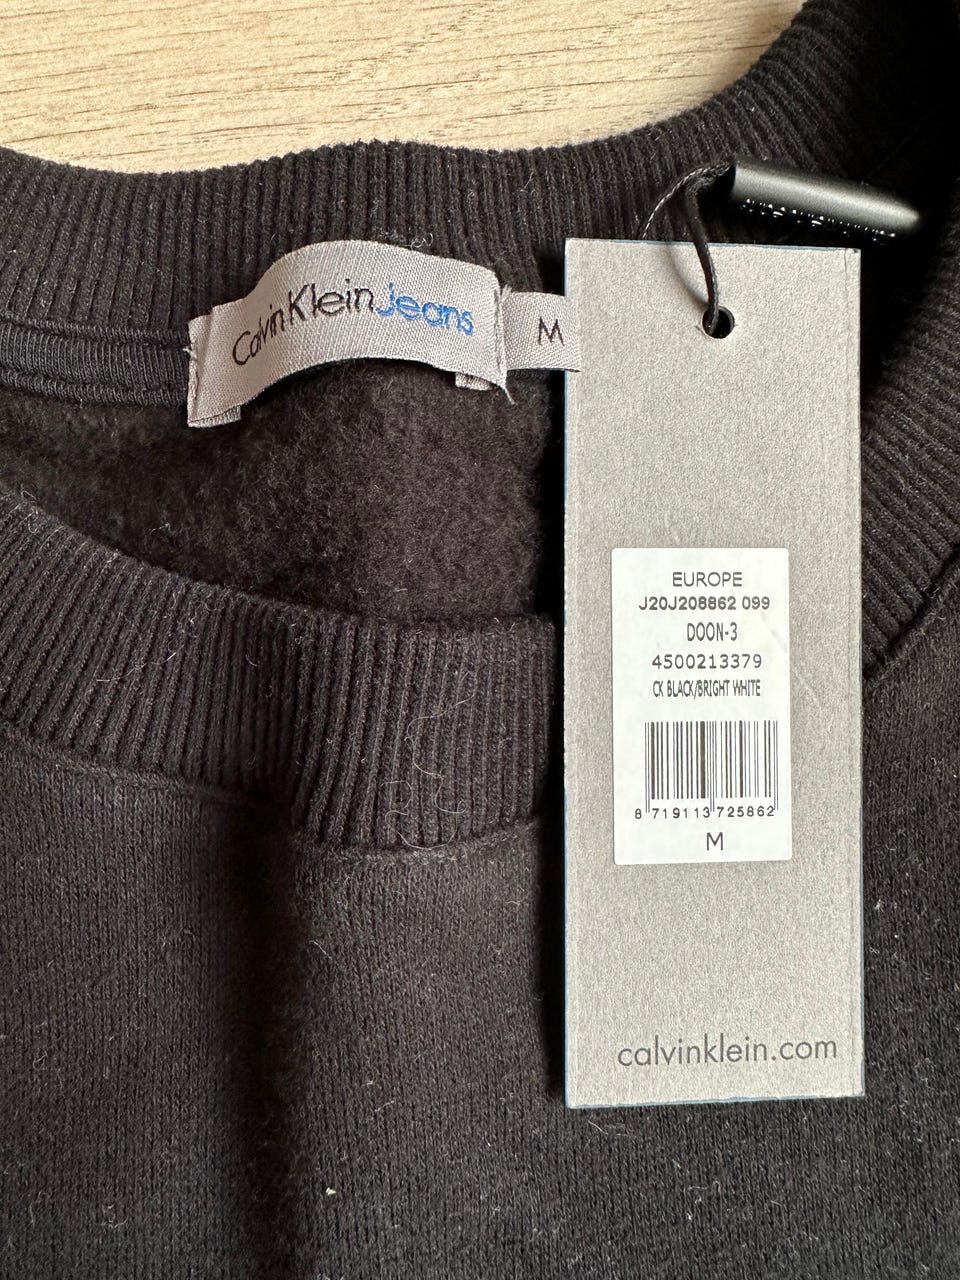 Calvin Klein Jeans
M
EUROPE
J20J208862 099
DOON-3
4500213379
CK BLACK/BRIGHT WHITE
8 719113 725862
M
calvinklein.com